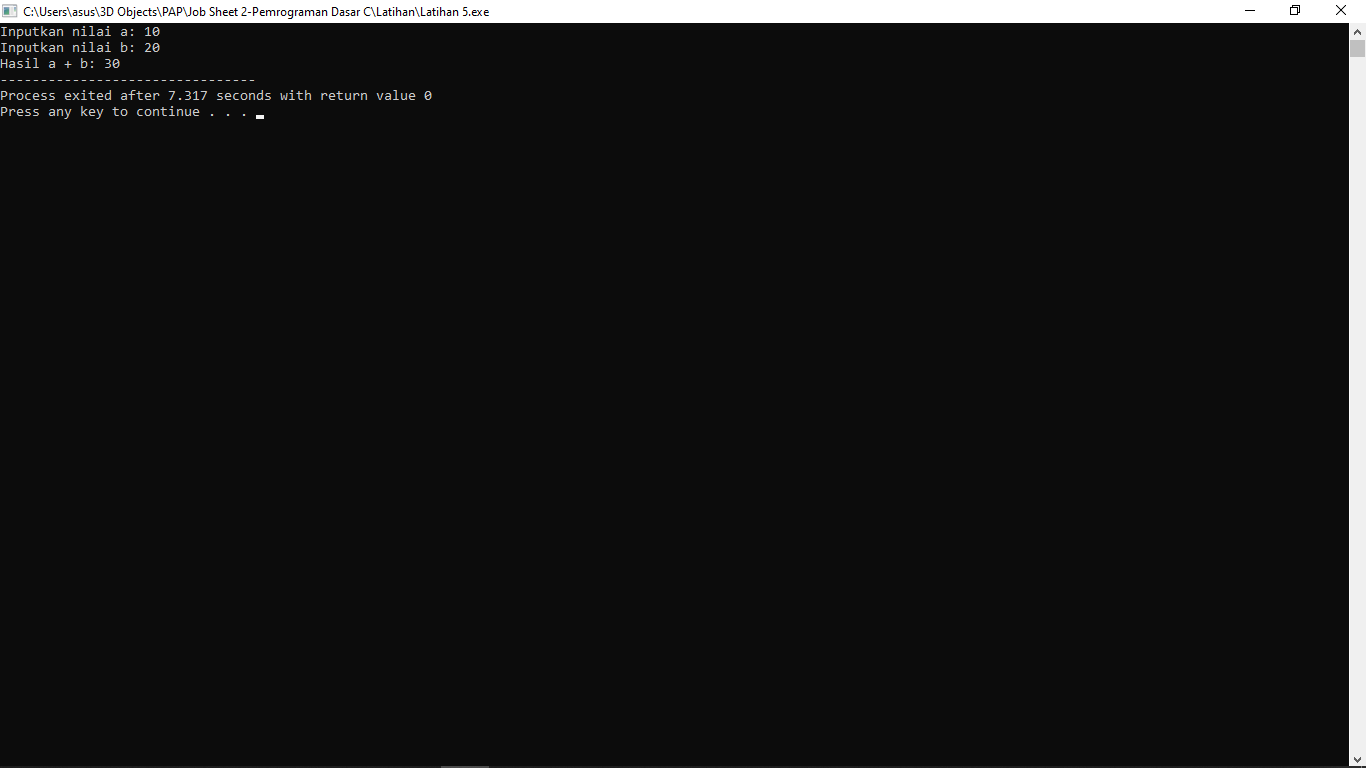 C:\Users\asus\3D Objects\PAP\Job Sheet 2-Pemrograman Dasar C\Latihan\Latihan 5.exe
Inputkan nilai a: 10
Inputkan nilai b: 20
Hasil a + b: 30
--------------------------------
Process exited after 7.317 seconds with return value 0
Press any key to continue . . .